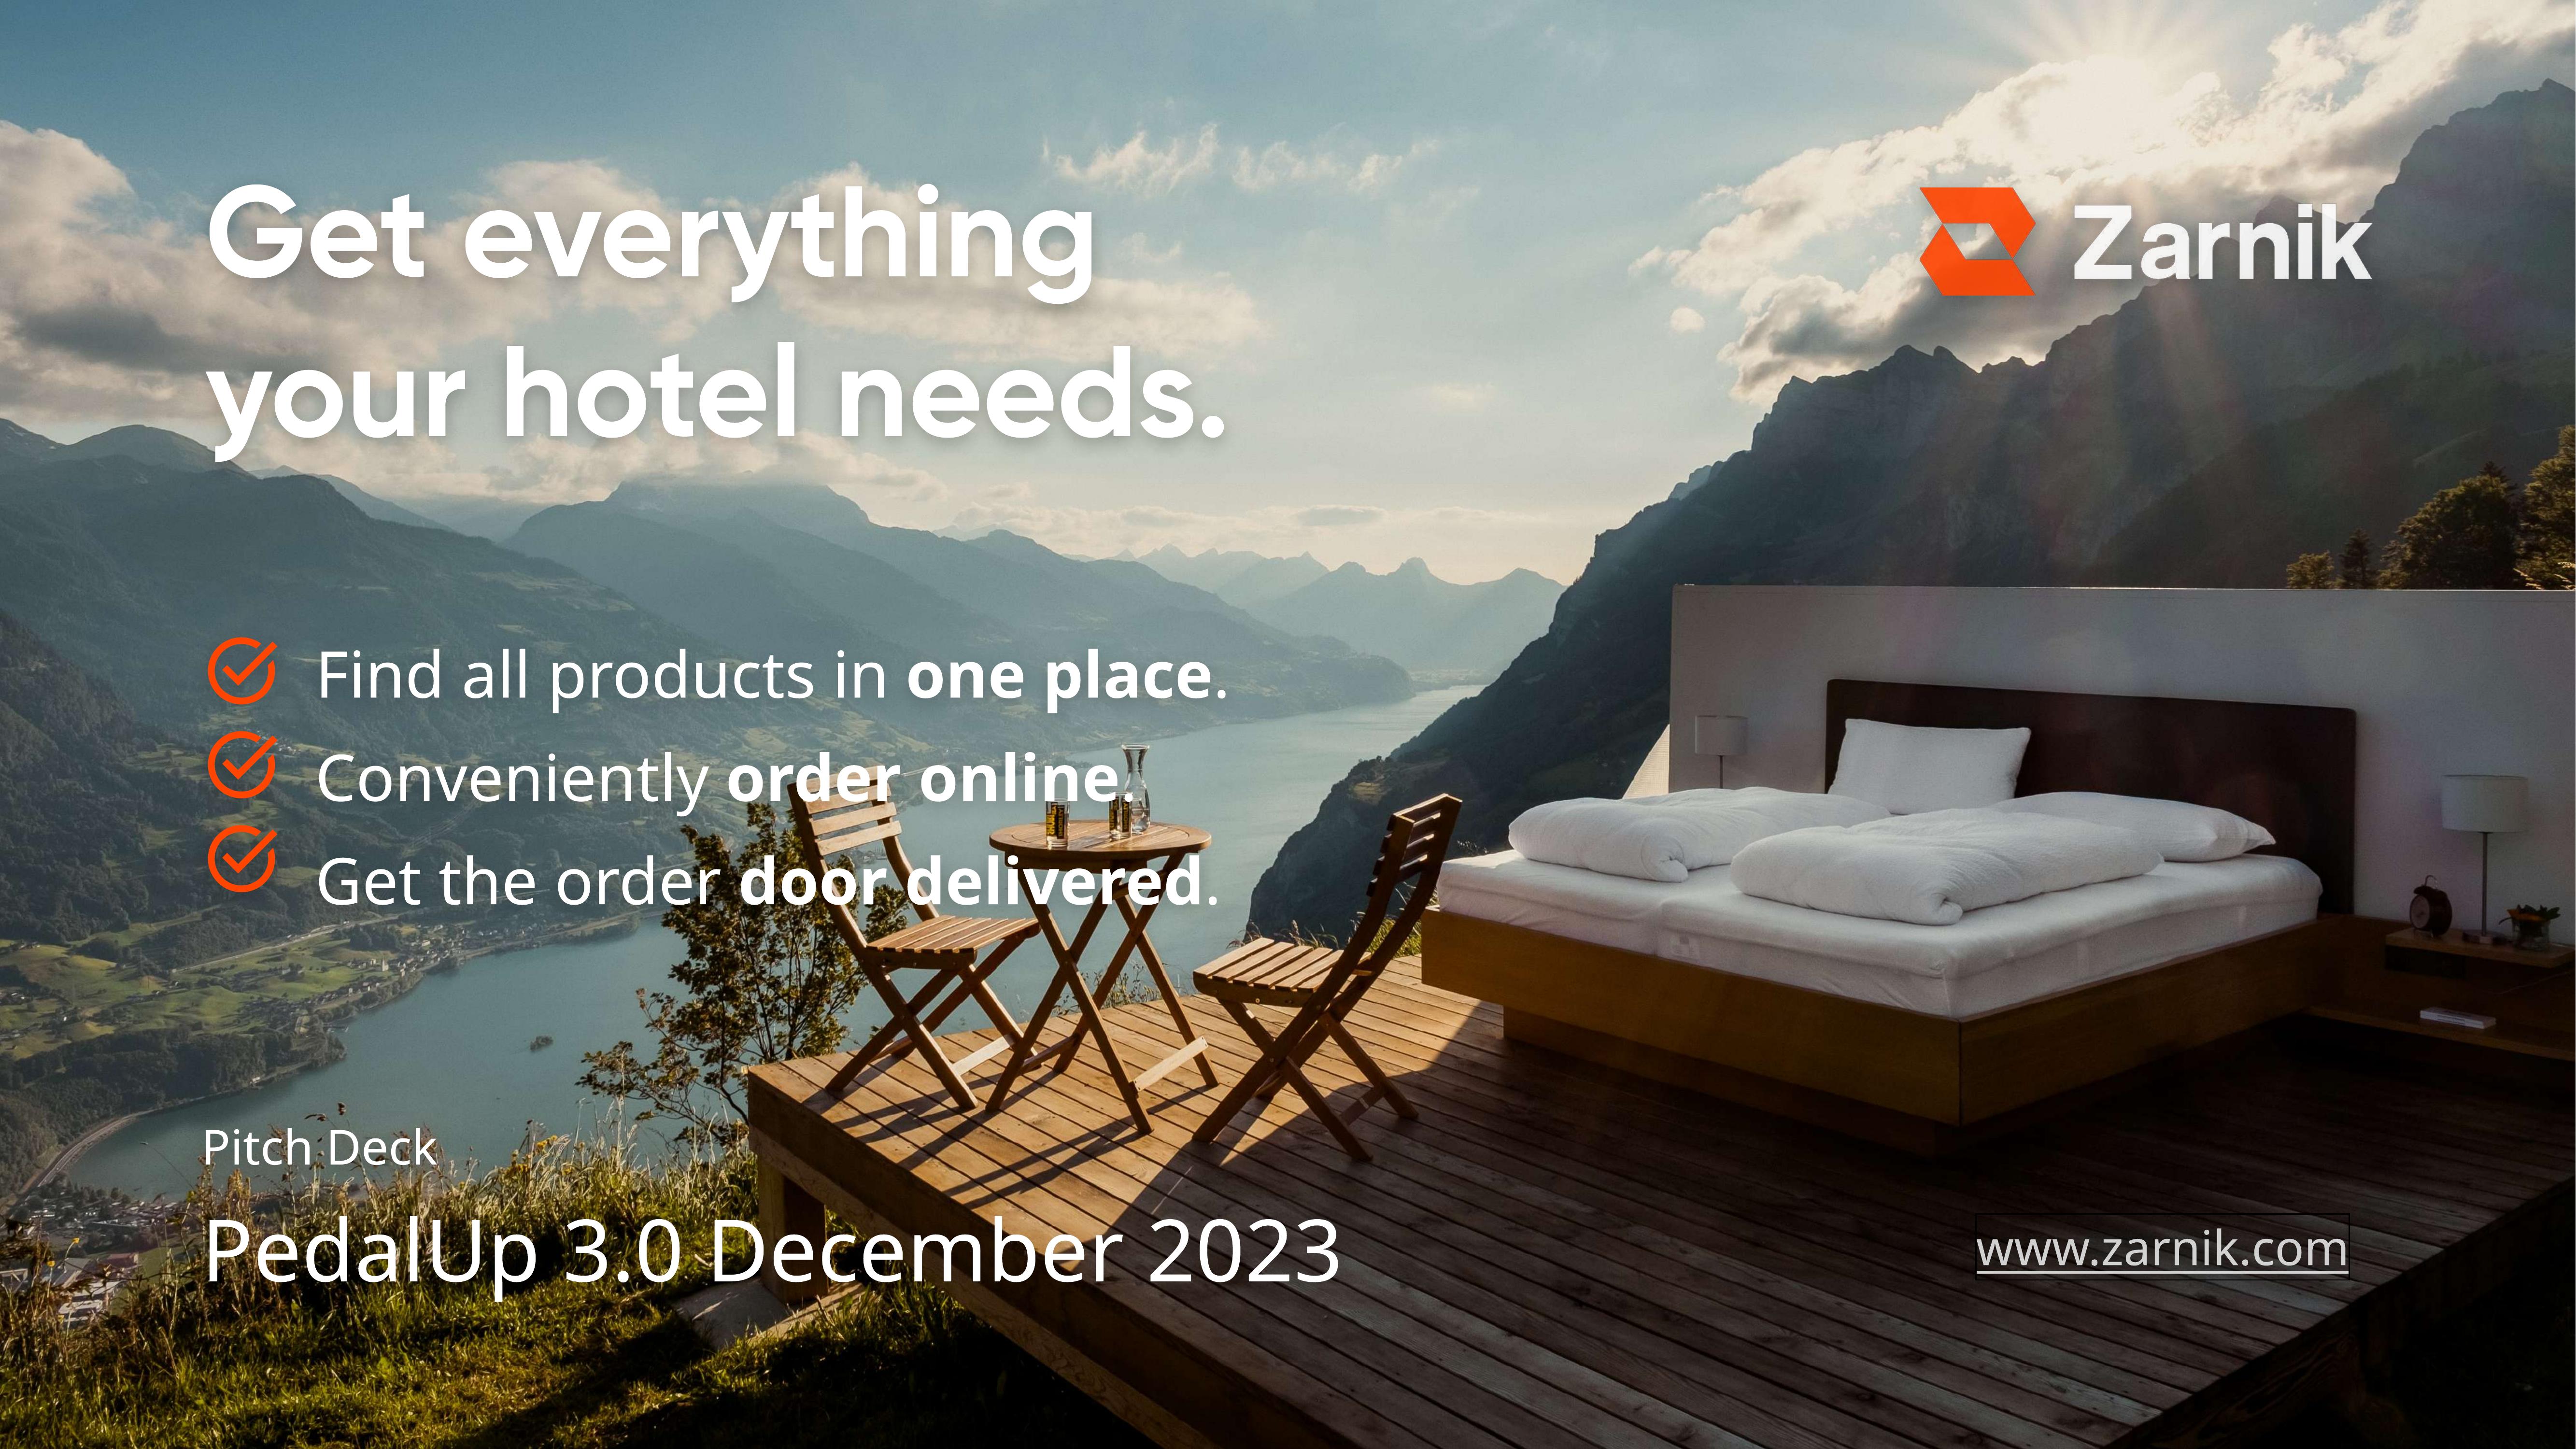 Get everything
your hotel needs.
Zarnik
Find all products in one place.
Conveniently order online.
Get the order door delivered.
Pitch Deck
PedalUp 3.0 December 2023
www.zarnik.com